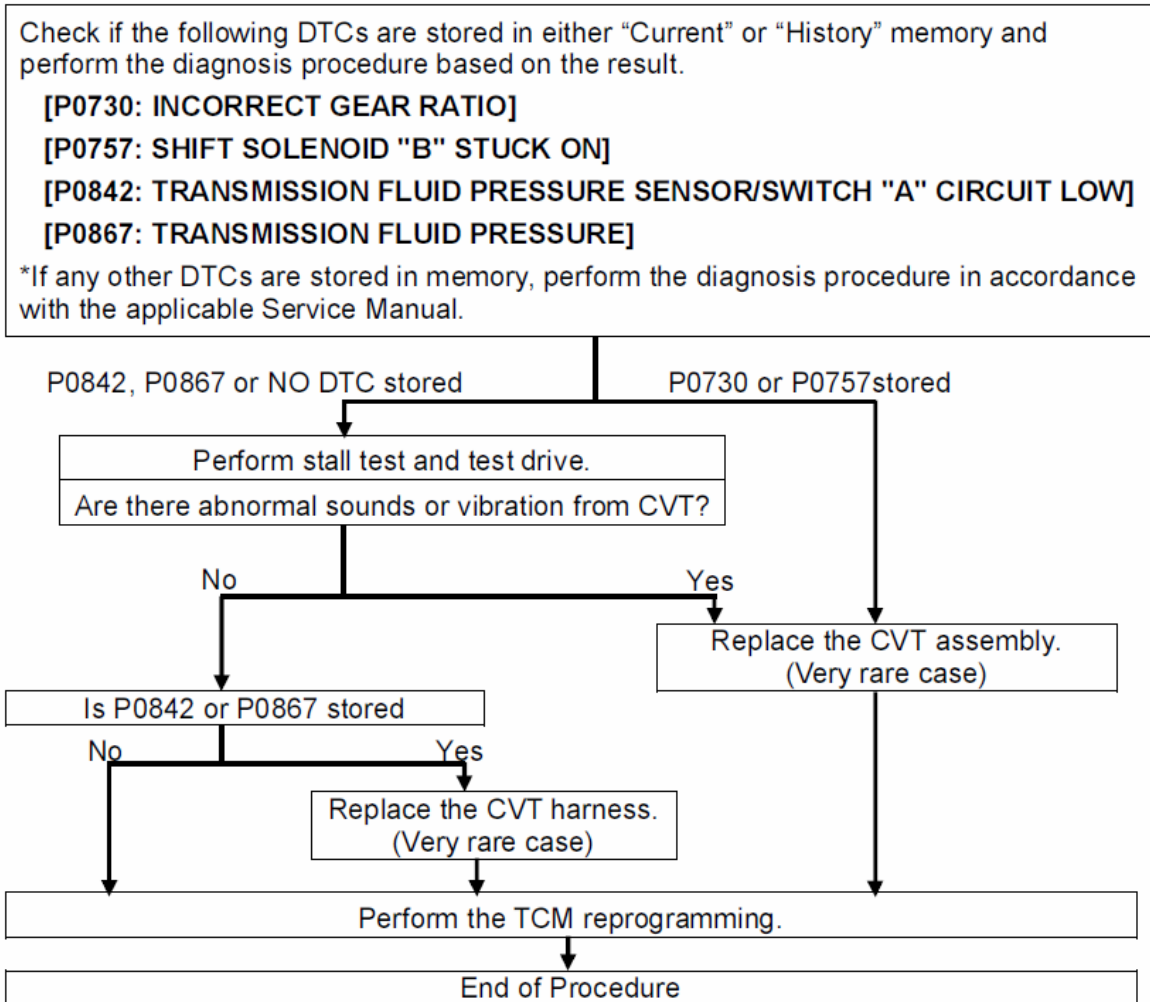 Check if the following DTCs are stored in either “Current” or “History” memory and
perform the diagnosis procedure based on the result.
[P0730: INCORRECT GEAR RATIO]
[P0757: SHIFT SOLENOID "B" STUCK ON]
[P0842: TRANSMISSION FLUID PRESSURE SENSOR/SWITCH "A" CIRCUIT LOW]
[P0867: TRANSMISSION FLUID PRESSURE]
*If any other DTCs are stored in memory, perform the diagnosis procedure in accordance
with the applicable Service Manual.
P0842, P0867 or NO DTC stored
P0730 or P0757stored
Perform stall test and test drive.
Are there abnormal sounds or vibration from CVT?
No
Yes
Replace the CVT assembly.
(Very rare case)
Is P0842 or P0867 stored
No
Yes
Replace the CVT harness.
(Very rare case)
Perform the TCM reprogramming.
End of Procedure